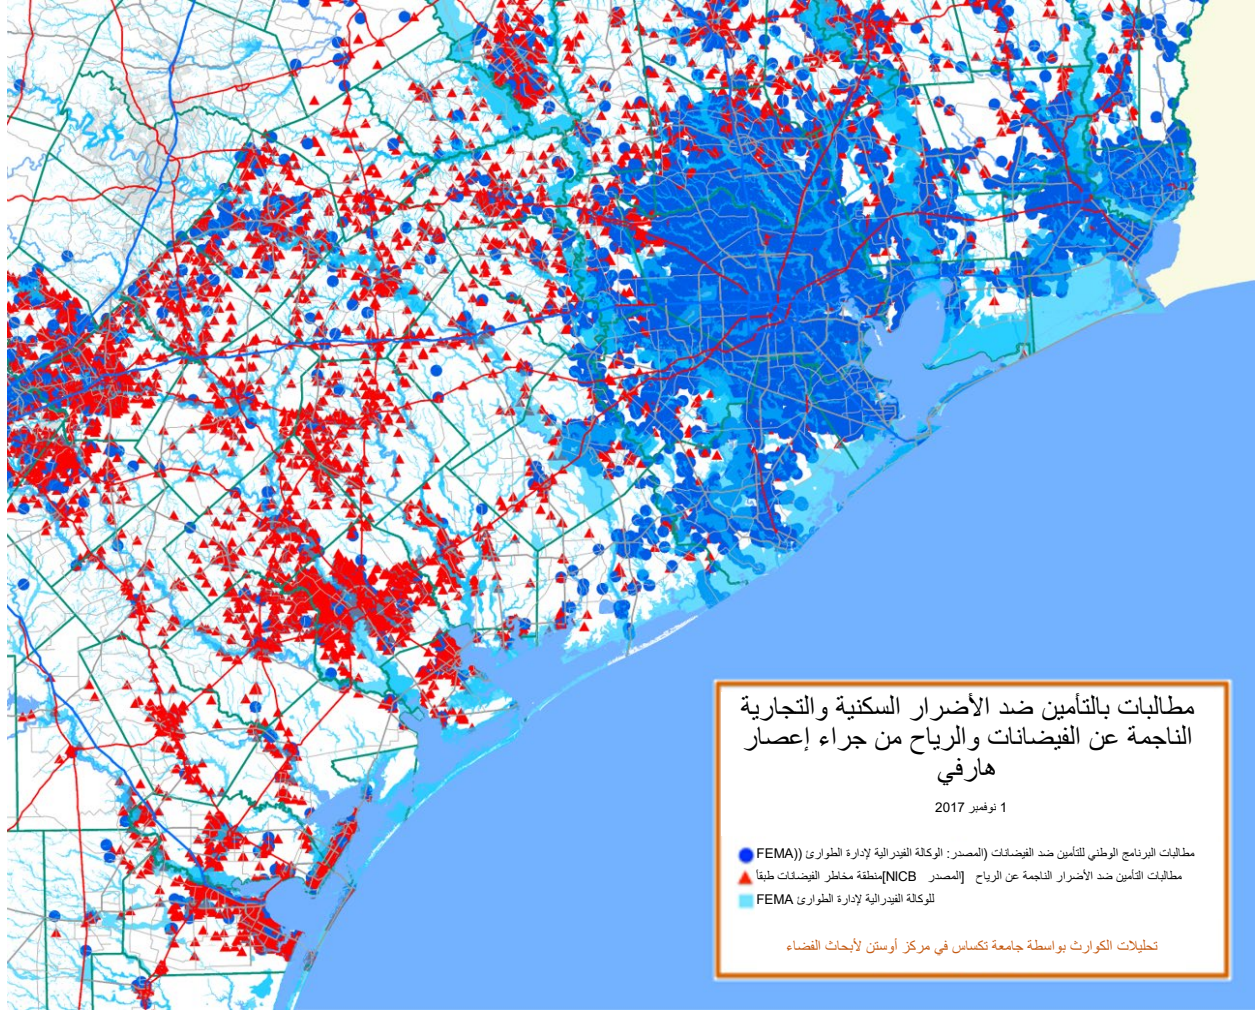 مطالبات بالتأمين ضد الأضرار السكنية والتجارية
الناجمة عن الفيضانات والرياح من جراء إعصار
هارفي
1 نوفمبر 2017
مطالبات البرنامج الوطني للتأمين ضد الفيضانات (المصدر: الوكالة الفيدرالية لإدارة الطوارئ ((FEMA
مطالبات التأمين ضد الأضرار الناجمة عن الرياح [المصدر NICB]منطقة مخاطر الفيضانات طبقاً
للوكالة الفيدرالية لإدارة الطوارئ FEMA
تحليلات الكوارث بواسطة جامعة تكساس في مركز أوستن لأبحاث الفضاء